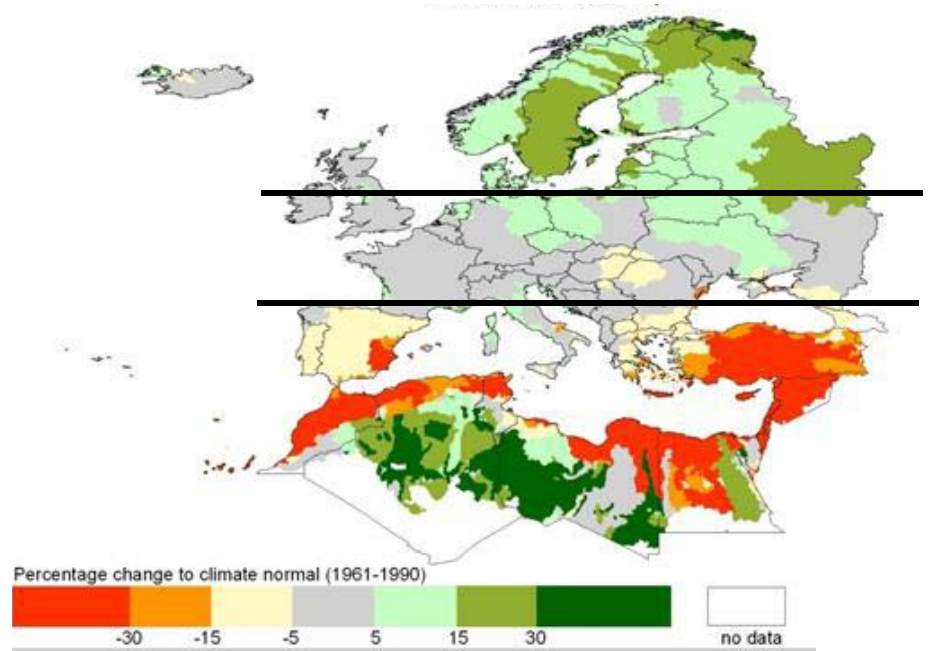 Percentage change to climate normal (1961-1990)
-30 -15 -5 5 15 30 no data